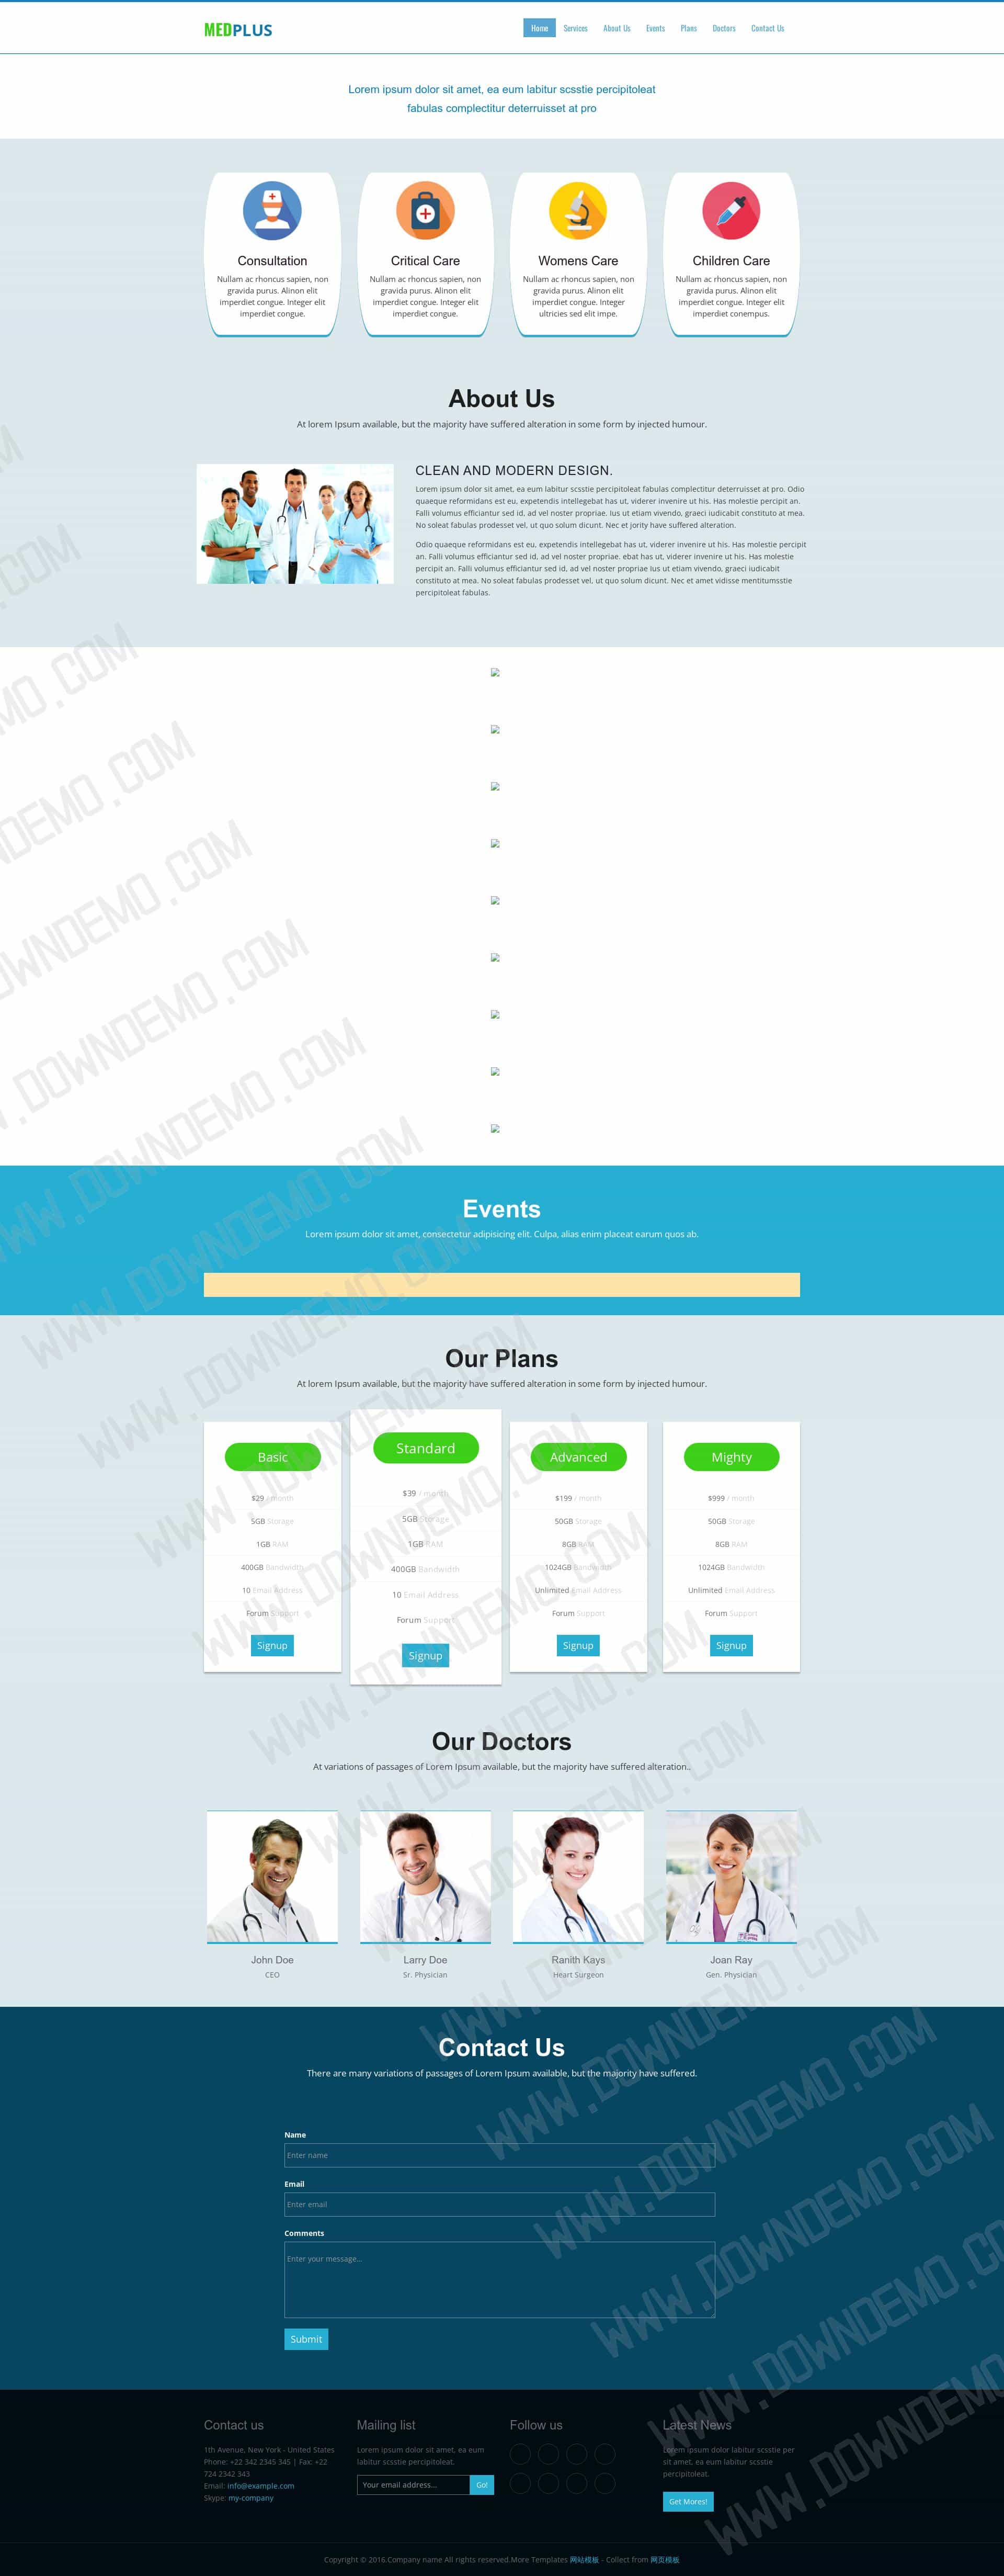 MEDPLUS
Home Services About Us Events Plans Doctors Contact Us
Lorem ipsum dolor sit amet, ea eum labitur scsstie percipitoleat
fabulas complectitur deterruisset at pro
Consultation
Nullam ac rhoncus sapien, non
gravida purus. Alinon elit
imperdiet congue. Integer elit
imperdiet congue.
Critical Care
Nullam ac rhoncus sapien, non
gravida purus. Alinon elit
imperdiet congue. Integer elit
imperdiet congue.
Womens Care
Nullam ac rhoncus sapien, non
gravida purus. Alinon elit
imperdiet congue. Integer
ultricies sed elit impe.
Children Care
Nullam ac rhoncus sapien, non
gravida purus. Alinon elit
imperdiet congue. Integer elit
imperdiet conempus.
About Us
At lorem Ipsum available, but the majority have suffered alteration in some form by injected humour.
CLEAN AND MODERN DESIGN.
Lorem ipsum dolor sit amet, ea eum labitur scsstie percipitoleat fabulas complectitur deterruisset at pro. Odio
quaeque reformidans est eu, expetendis intellegebat has ut, viderer invenire ut his. Has molestie percipit an.
Falli volumus efficiantur sed id, ad vel noster propriae. Ius ut etiam vivendo, graeci iudicabit constituto at mea.
No soleat fabulas prodesset vel, ut quo solum dicunt. Nec et jority have suffered alteration.
Odio quaeque reformidans est eu, expetendis intellegebat has ut, viderer invenire ut his. Has molestie percipit
an. Falli volumus efficiantur sed id, ad vel noster propriae. ebat has ut, viderer invenire ut his. Has molestie
percipit an. Falli volumus efficiantur sed id, ad vel noster propriae Ius ut etiam vivendo, graeci iudicabit
constituto at mea. No soleat fabulas prodesset vel, ut quo solum dicunt. Nec et amet vidisse mentitumsstie
percipitoleat fabulas.
Events
Lorem ipsum dolor sit amet, consectetur adipisicing elit. Culpa, alias enim placeat earum quos ab.
Our Plans
At lorem Ipsum available, but the majority have suffered alteration in some form by injected humour.
Basic
$29 / month
5GB Storage
1GB RAM
400GB Bandwidth
10 Email Address
Forum Support
Signup
Standard
$39 / month
5GB Storage
1GB RAM
400GB Bandwidth
10 Email Address
Forum Support
Signup
Advanced
$199 / month
50GB Storage
8GB RAM
1024GB Bandwidth
Unlimited Email Address
Forum Support
Signup
Mighty
$999 / month
50GB Storage
8GB RAM
1024GB Bandwidth
Unlimited Email Address
Forum Support
Signup
Our Doctors
At variations of passages of Lorem Ipsum available, but the majority have suffered alteration..
John Doe
CEO
Larry Doe
Sr. Physician
Ranith Kays
Heart Surgeon
Joan Ray
Gen. Physician
Contact Us
There are many variations of passages of Lorem Ipsum available, but the majority have suffered.
Name
Enter name
Email
Enter email
Comments
Enter your message...
Submit
Contact us
1th Avenue, New York - United States
Phone: +22 342 2345 345 | Fax: +22
724 2342 343
Email: info@example.com
Skype: my-company
Mailing list
Lorem ipsum dolor sit amet, ea eum
labitur scsstie percipitoleat.
Your email address... Go!
Follow us
Latest News
Lorem ipsum dolor labitur scsstie per
sit amet, ea eum labitur scsstie
percipitoleat.
Get Mores!
Copyright © 2016.Company name All rights reserved.More Templates 网站模板 - Collect from 网页模板
WWW.DOWNDEMO.COM